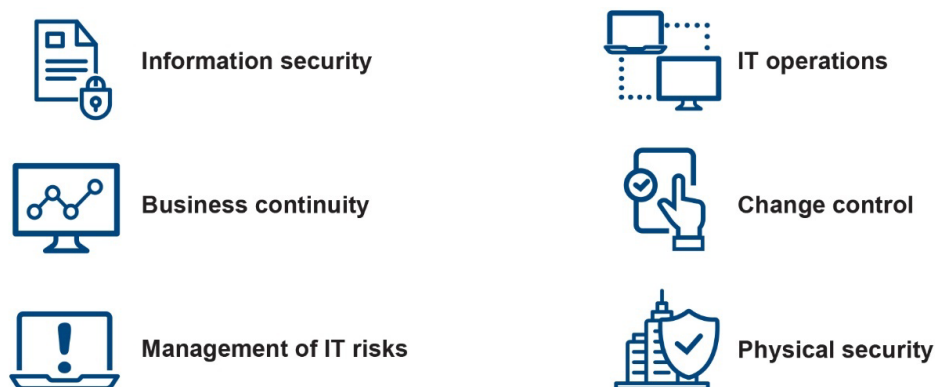 Information security
IT operations
Business continuity
Change control
Management of IT risks
Physical security